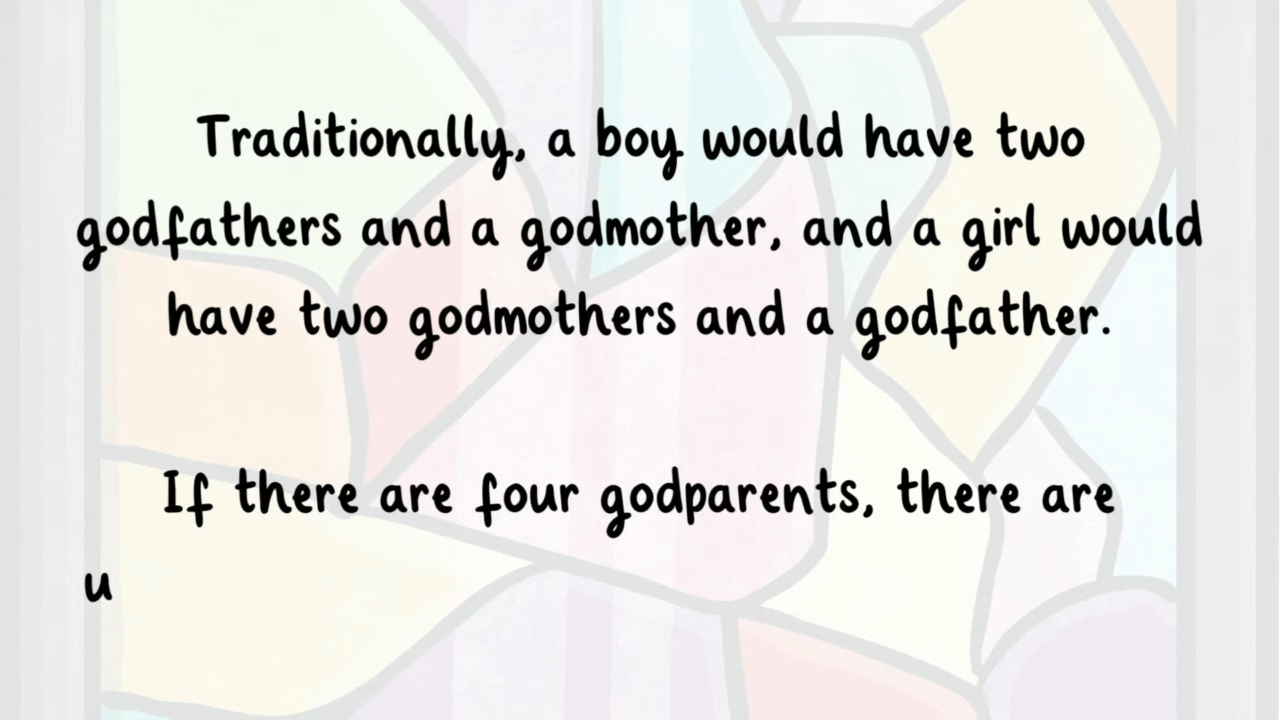 Traditionally, a boy would have two
godfathers and a godmother, and a girl would
have two godmothers and a godfather.
If there are four godparents, there are
u